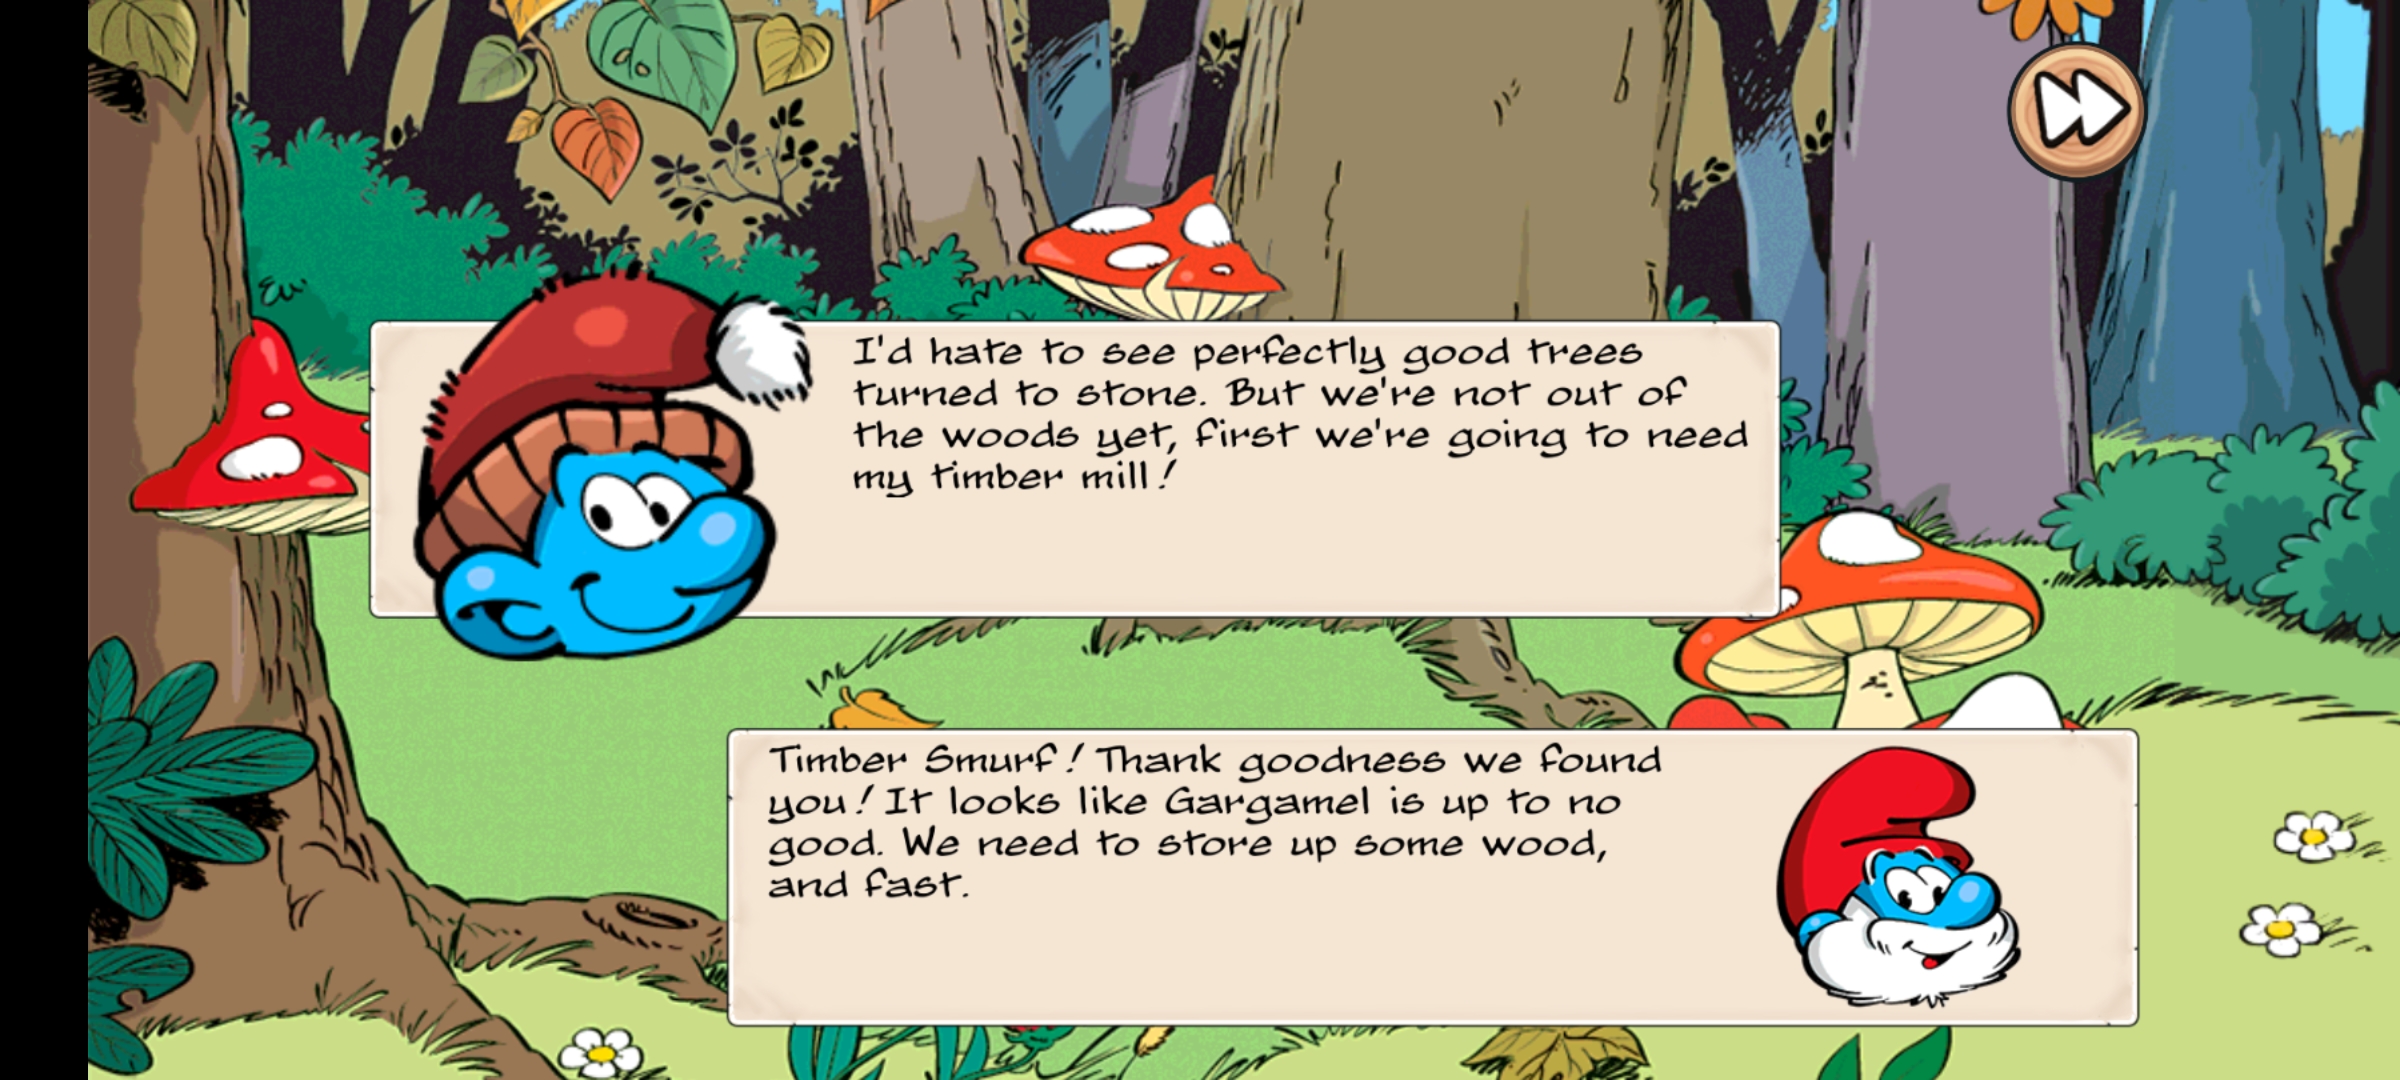 I'd hate to see perfectly good trees
turned to stone. But we're not out of
the woods yet, first we're going to need
my timber mill!
Timber Smurf! Thank goodness we found
you! It looks like Gargamel is up to no
good. We need to store up some wood,
and fast.